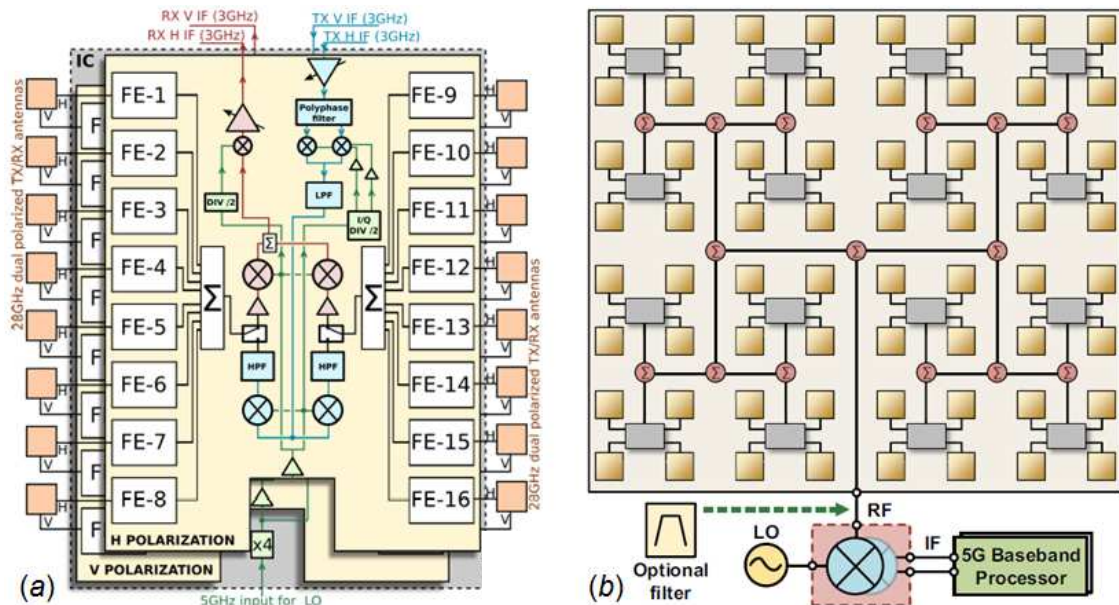 RX V IF (3GHz)
RX H IF (3GHz)
TX V IF (3GHz)
TX H IF (3GHz)
IC
28GHz dual polarized TX/RX antennas
H
V
H
V
H
V
H
V
H
V
H
V
H
V
H
V
F
F
F
F
F
F
F
F
FE-1
FE-2
FE-3
FE-4
FE-5
FE-6
FE-7
FE-8
Σ
DIV /2
Polyphase
filter
LPF
I/Q
DIV /2
Σ
HPF
HPF
Σ
FE-9
FE-10
FE-11
FE-12
FE-13
FE-14
FE-15
FE-16
H
V
H
V
H
V
H
V
H
V
H
V
H
V
H
V
28GHz dual polarized TX/RX antennas
H POLARIZATION
V POLARIZATION
x4
5GHz input for LO
(a)
Σ Σ Σ Σ Σ Σ
Σ Σ Σ
Σ Σ Σ Σ Σ Σ
RF
Optional
filter
LO
IF
5G Baseband
Processor
(b)